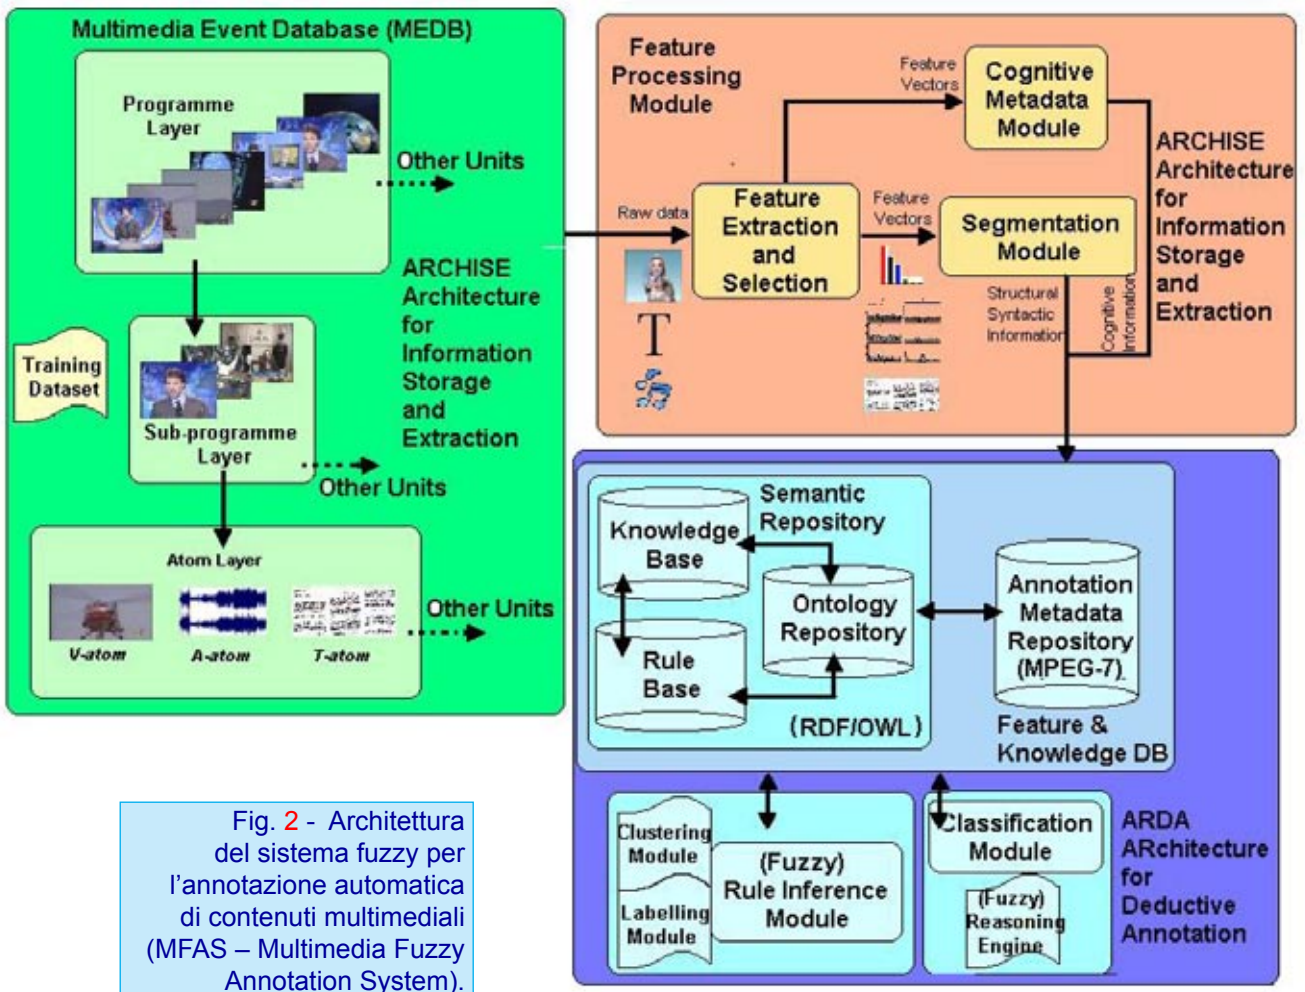 Multimedia Event Database (MEDB)
Programme
Layer
Other Units
ARCHISE
Architecture
for
Information
Storage
and
Extraction
Training
Dataset
Sub-programme
Layer
Other Units
Atom Layer
V-atom
A-atom
T-atom
Other Units
Feature
Processing
Module
Feature
Vectors
Cognitive
Metadata
Module
ARCHISE
Architecture
for
Information
Storage
and
Extraction
Raw data
T
Feature
Extraction
and
Selection
Feature
Vectors
Segmentation
Module
Structural
Syntactic
Information
Cognitive
Information
Knowledge
Base
Semantic
Repository
Ontology
Repository
Rule
Base
(RDF/OWL)
Annotation
Metadata
Repository
(MPEG-7)
Feature &
Knowledge DB
Clustering
Module
Labelling
Module
(Fuzzy)
Rule Inference
Module
Classification
Module
(Fuzzy)
Reasoning
Engine
ARDA
ARchitecture
for
Deductive
Annotation
Fig. 2 - Architettura
del sistema fuzzy per
l'annotazione automatica
di contenuti multimediali
(MFAS – Multimedia Fuzzy
Annotation System).